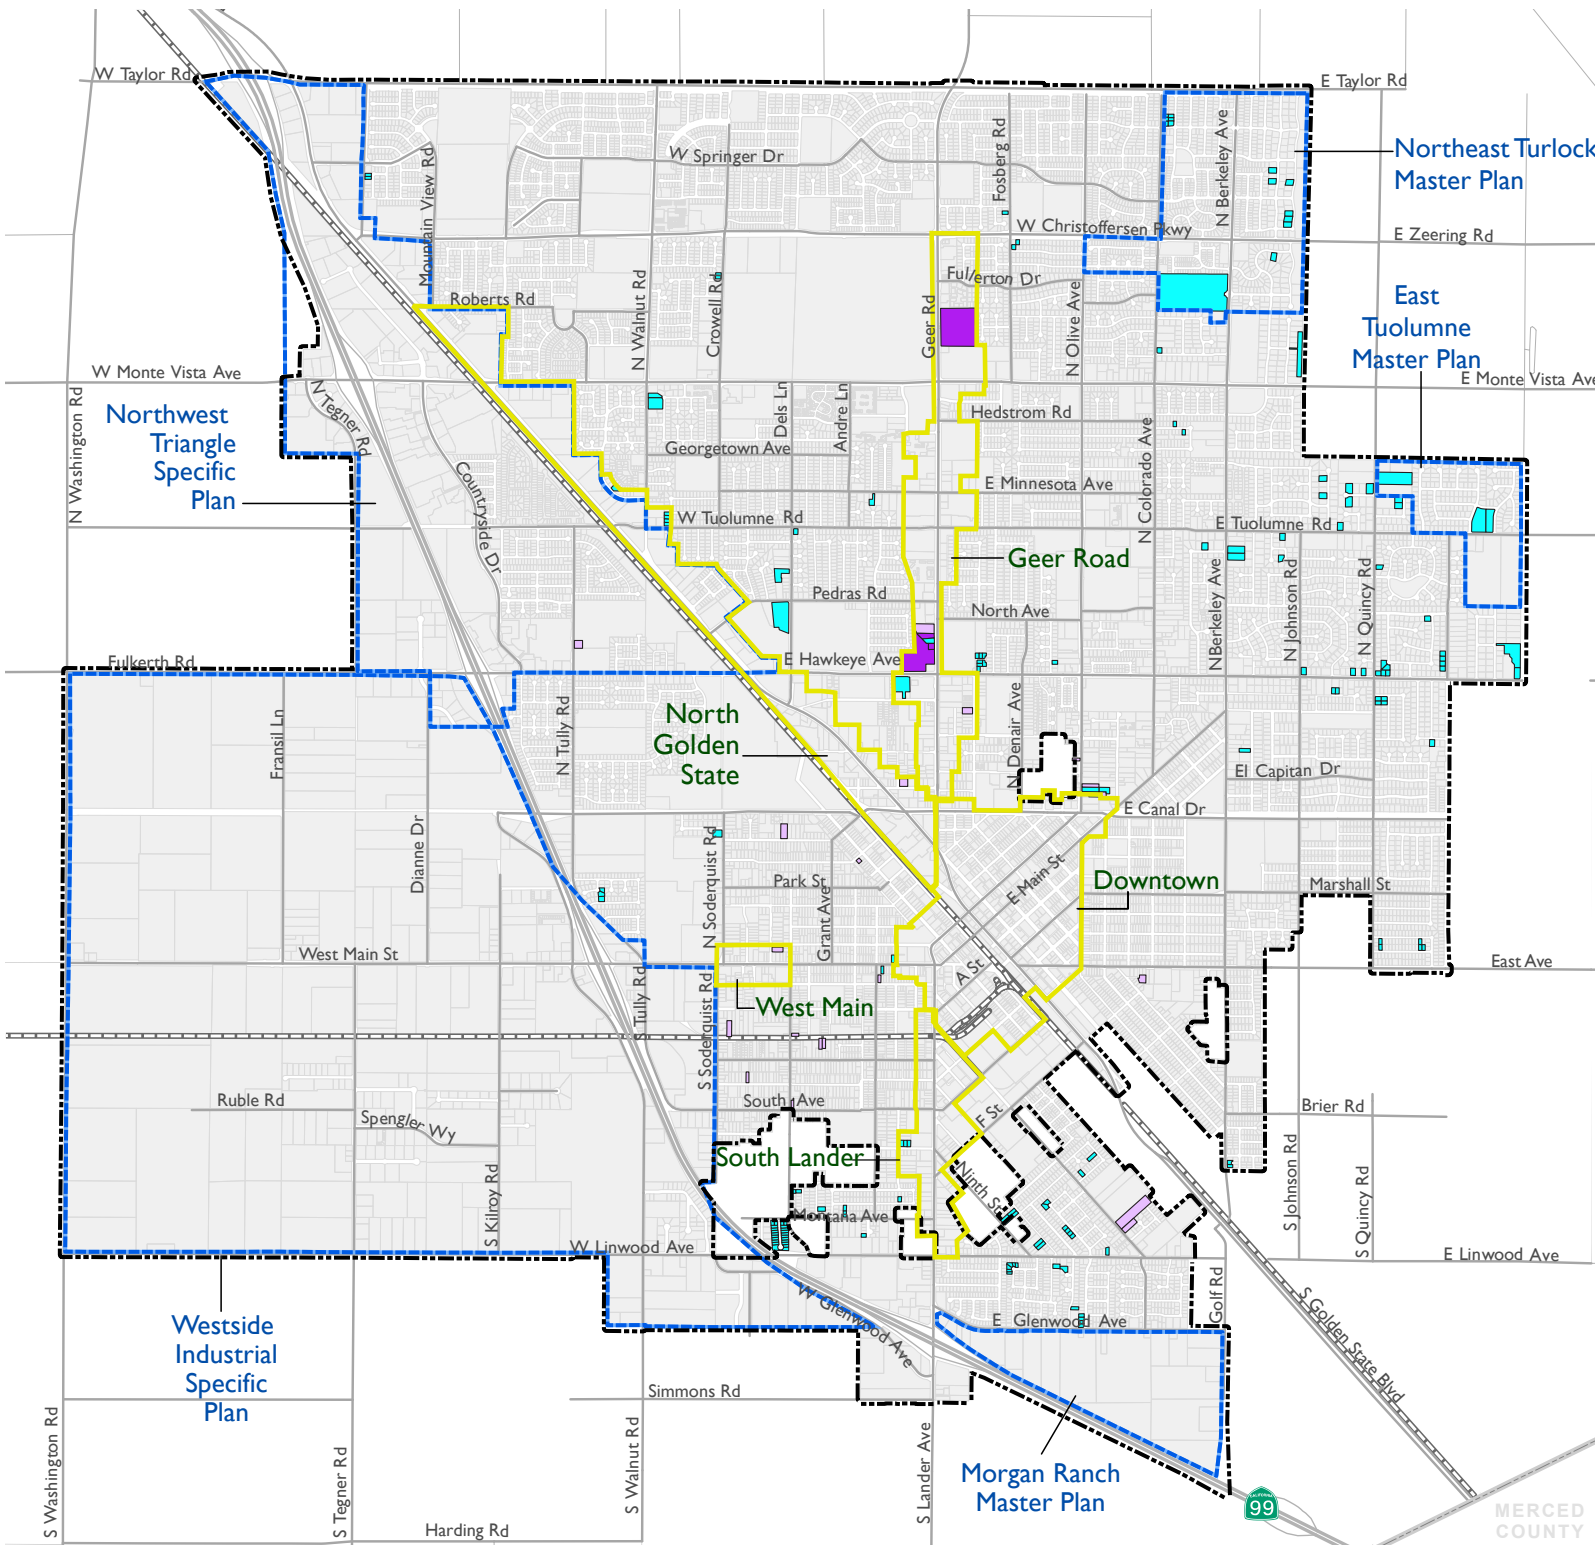 W Taylor Rd
E Taylor Rd
N Berkeley Ave
Northeast Turlock
Master Plan
Fosberg Rd
Mountain View Rd
W Springer Dr
W Christoffersen Pkwy
E Zeering Rd
Fullerton Dr
Roberts Rd
N Walnut Rd
Crowell Rd
Geer Rd
N Olive Ave
East
Tuolumne
Master Plan
W Monte Vista Ave
E Monte Vista Ave
N Washington Rd
N Tegner Rd
Northwest
Triangle
Specific
Plan
Dels Ln
Andre Ln
Hedstrom Rd
Georgetown Ave
N Colorado Ave
Countryside Dr
E Minnesota Ave
W Tuolumne Rd
E Tuolumne Rd
Geer Road
Pedras Rd
North Ave
NBerkeley Ave
N Johnson Rd
N Quincy Rd
Fulkerth Rd
E Hawkeye Ave
Fransil Ln
N Tully Rd
North
Golden
State
N Denair Ave
El Capitan Dr
E Canal Dr
Dianne Dr
N Soderquist Rd
Park St
Grant Ave
E Main St
Downtown
Marshall St
West Main St
A St
East Ave
S Tully Rd
S Soderquist Rd
West Main
Ruble Rd
Spengler Wy
South Ave
F St
Brier Rd
South Lander
Ninth St
S Kilroy Rd
Montana Ave
S Johnson Rd
S Quincy Rd
W Linwood Ave
E Linwood Ave
Golf Rd
W Glenwood Ave
E Glenwood Ave
S Golden State Blvd
Westside
Industrial
Specific
Plan
Simmons Rd
S Washington Rd
S Tegner Rd
S Walnut Rd
S Lander Ave
Morgan Ranch
Master Plan
CALIFORNIA
99
Harding Rd
MERCED
COUNTY